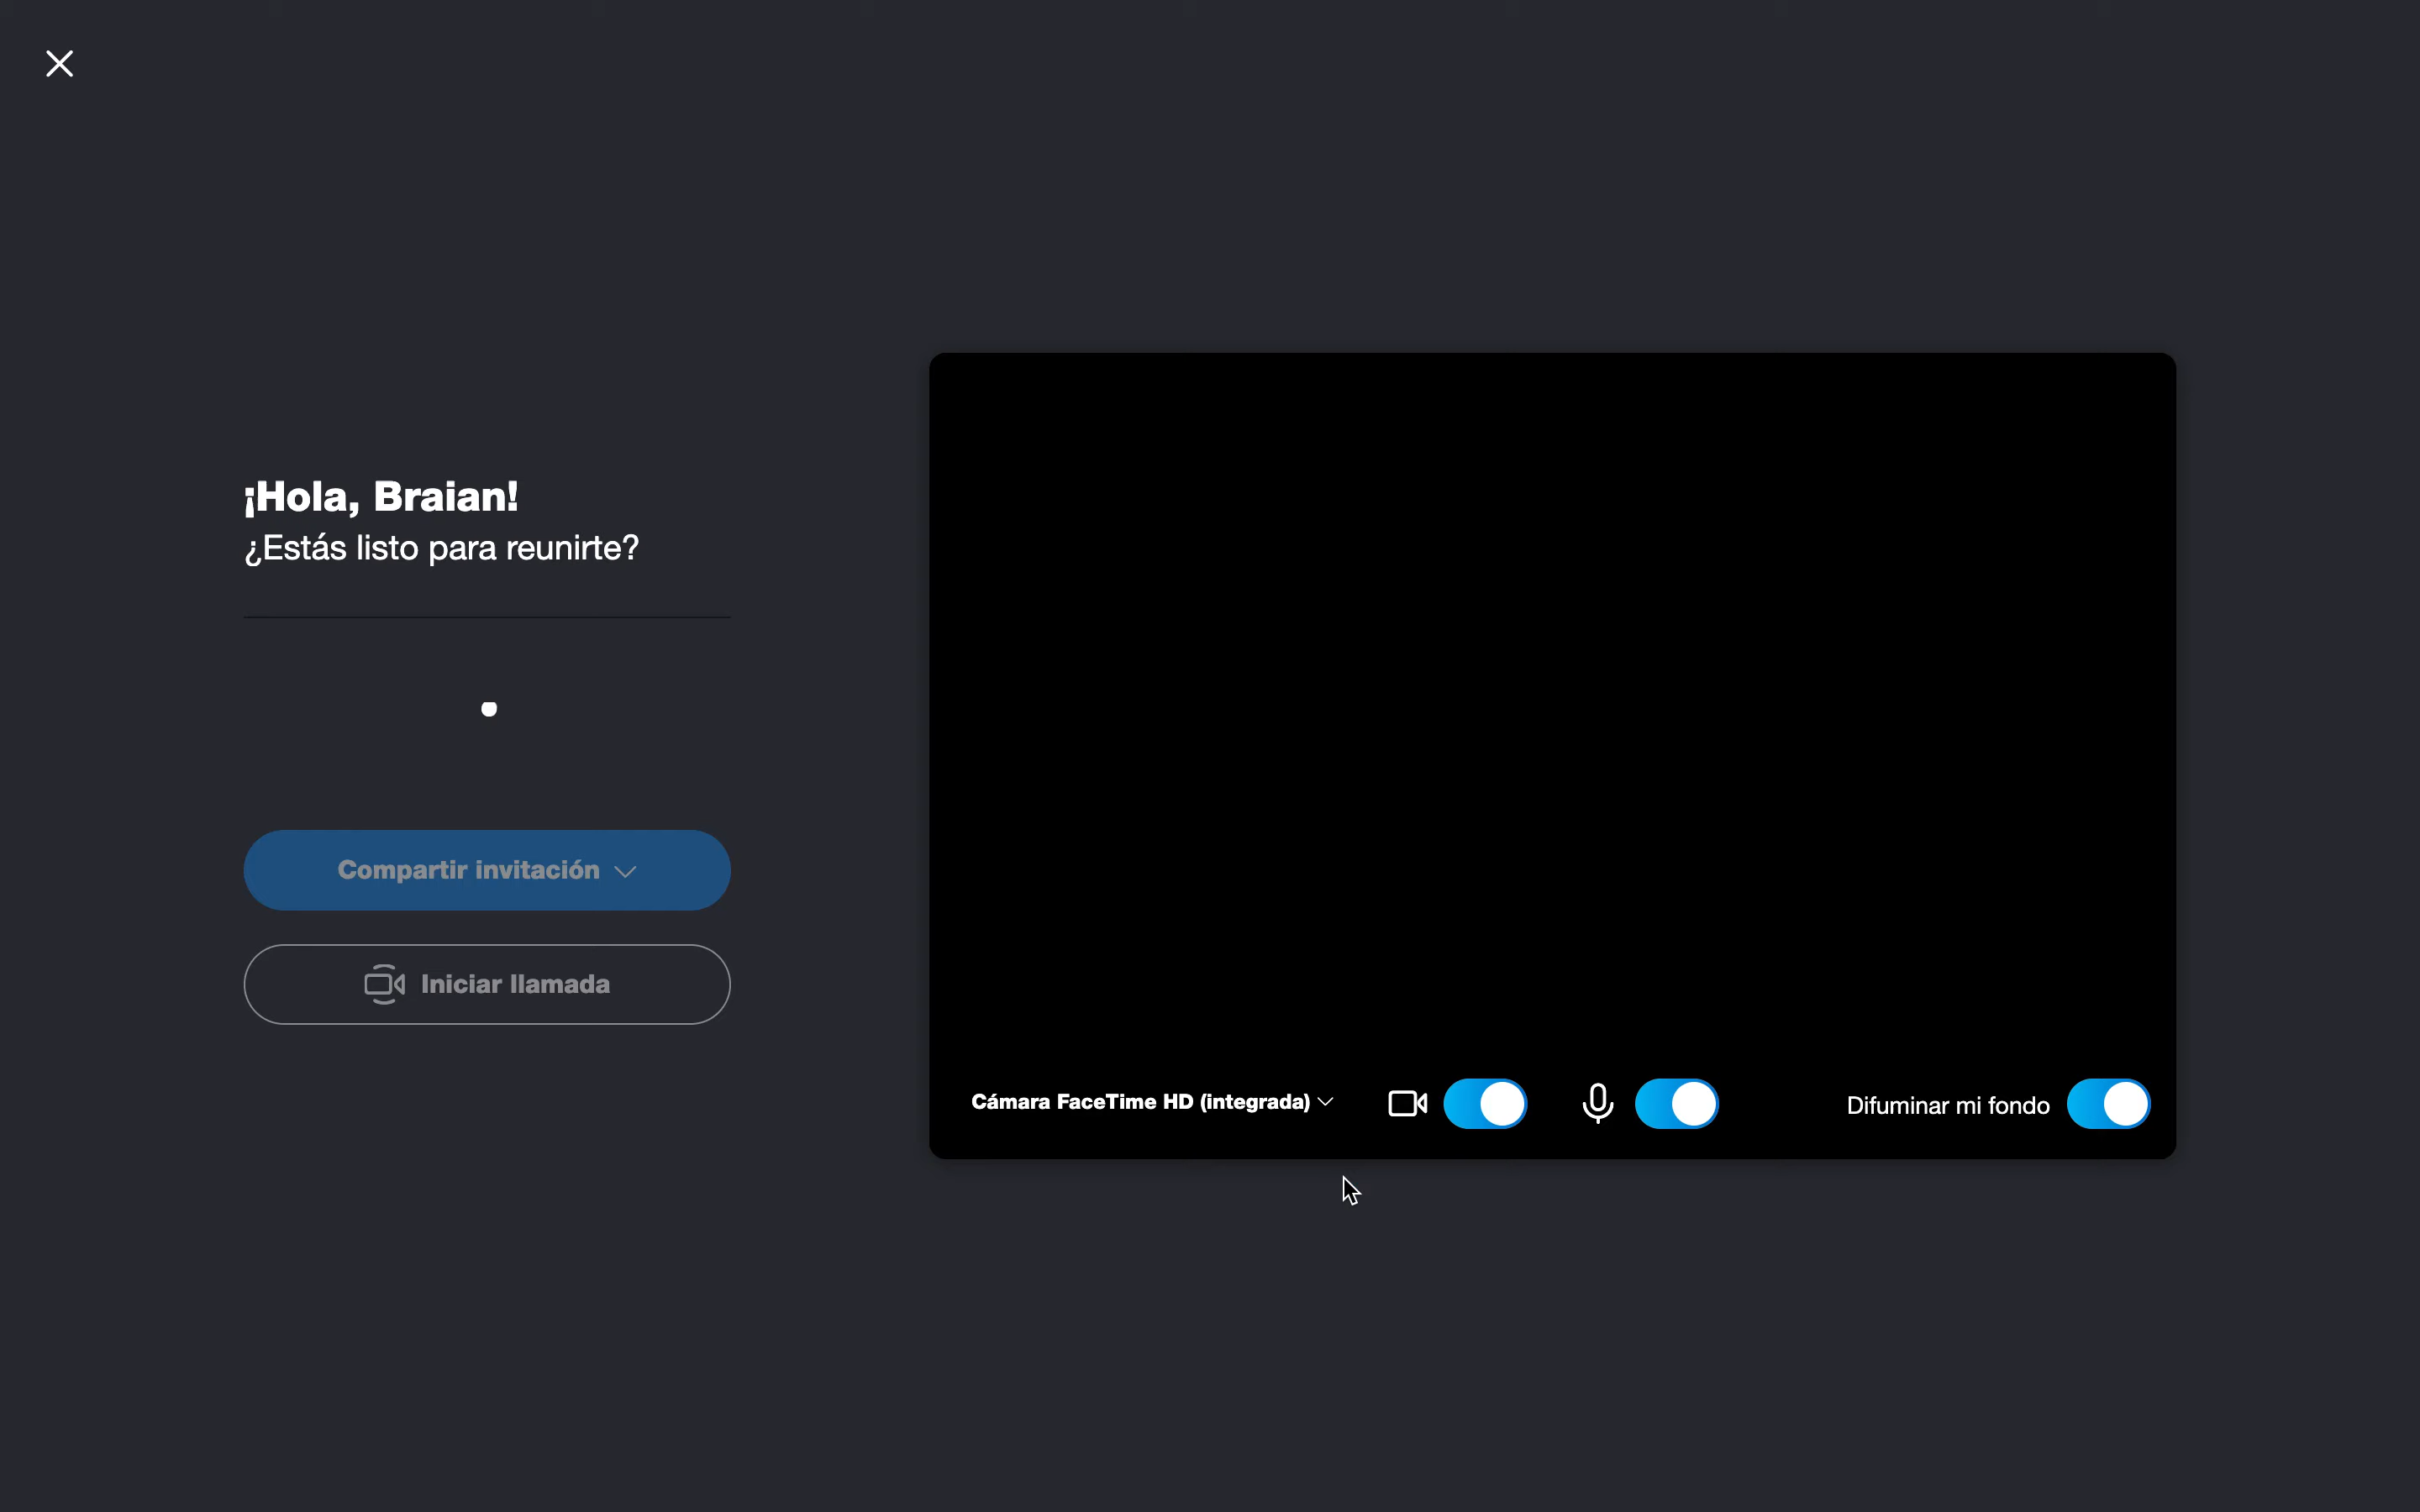 ¡Hola, Braian!
¿Estás listo para reunirte?
Compartir invitación
Iniciar llamada
Cámara FaceTime HD (integrada)
Difuminar mi fondo